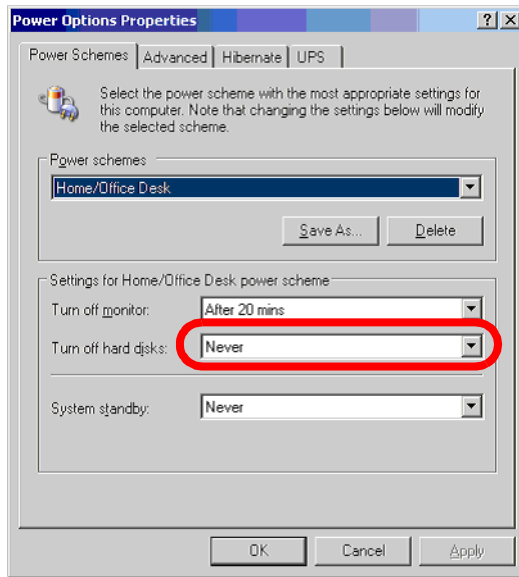 Power Options Properties
Power Schemes Advanced Hibernate UPS
Select the power scheme with the most appropriate settings for
this computer. Note that changing the settings below will modify
the selected scheme.
Power schemes
Home/Office Desk
Save As... Delete
Settings for Home/Office Desk power scheme
Turn off monitor: After 20 mins
Turn off hard disks: Never
System standby: Never
OK Cancel Apply